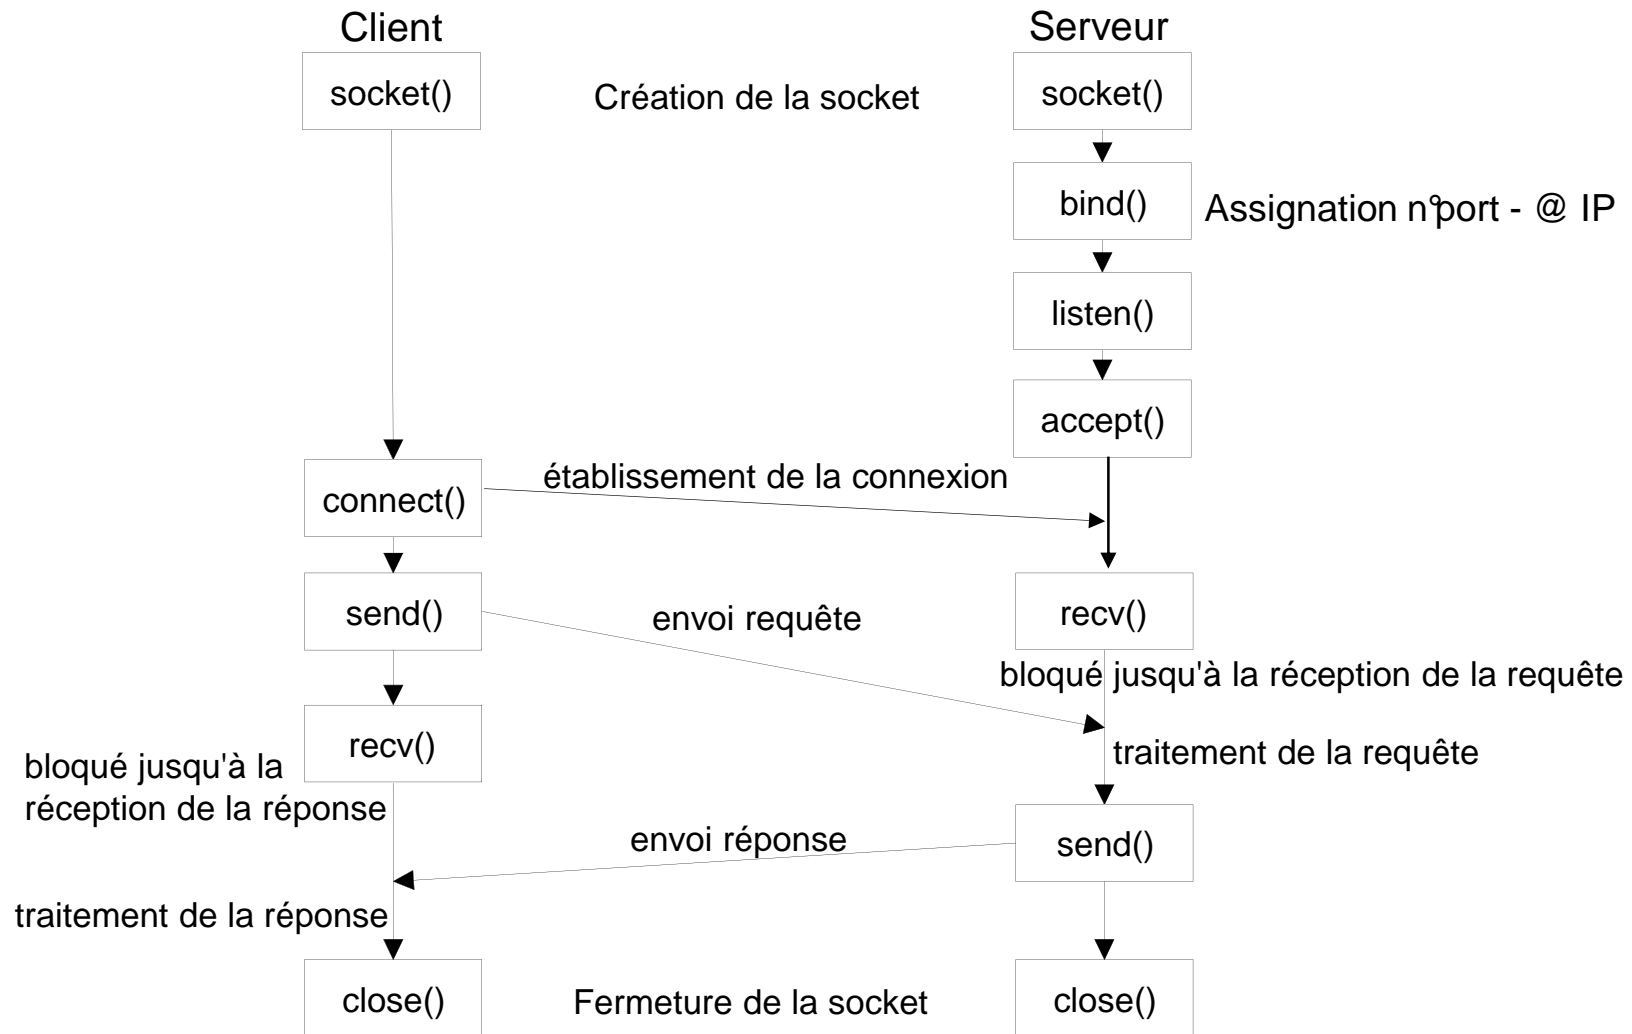 Client
Serveur
socket()
Création de la socket
socket()
bind()
Assignation n°port - @ IP
listen()
accept()
établissement de la connexion
connect()
send()
envoi requête
recv()
bloqué jusqu'à la réception de la requête
recv()
traitement de la requête
bloqué jusqu'à la
réception de la réponse
envoi réponse
send()
traitement de la réponse
close()
Fermeture de la socket
close()